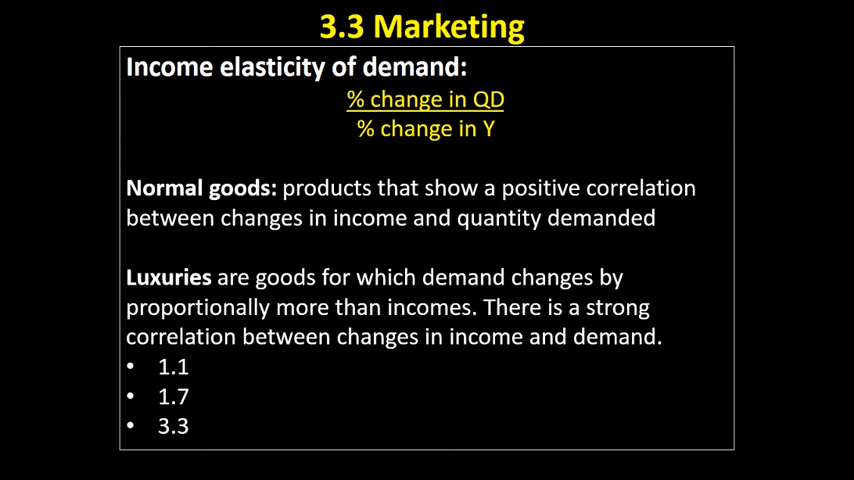 3.3 Marketing
Income elasticity of demand:
% change in QD
% change in Y
Normal goods: products that show a positive correlation
between changes in income and quantity demanded
Luxuries are goods for which demand changes by
proportionally more than incomes. There is a strong
correlation between changes in income and demand.
• 1.1
• 1.7
• 3.3